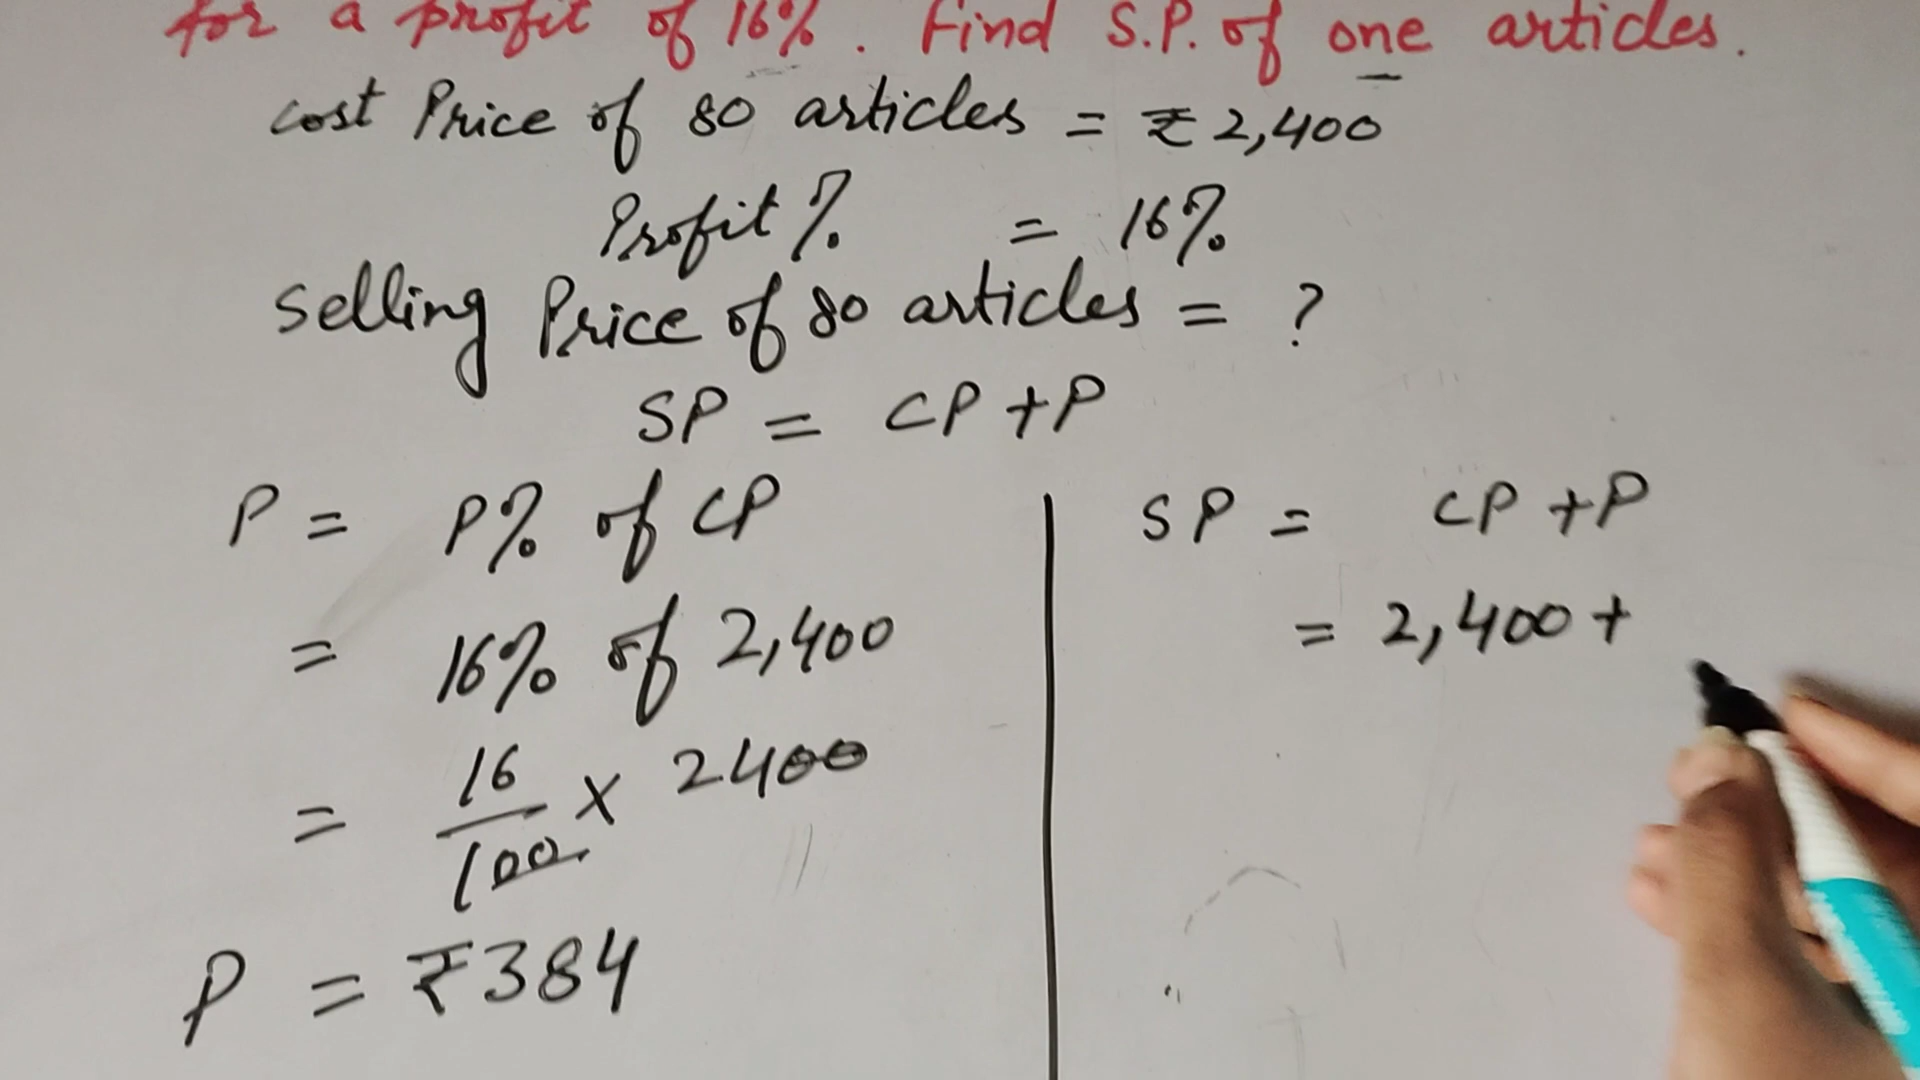 for a profit of 16%. Find S.P. of one articles.
cost Price of 80 articles = ₹ 2,400
Profit % = 16%
Selling Price of 80 articles = ?
SP = CP + P
P = P% of CP
= 16% of 2,400
= 16/100 × 2400
P = ₹384
SP = CP + P
= 2,400 +